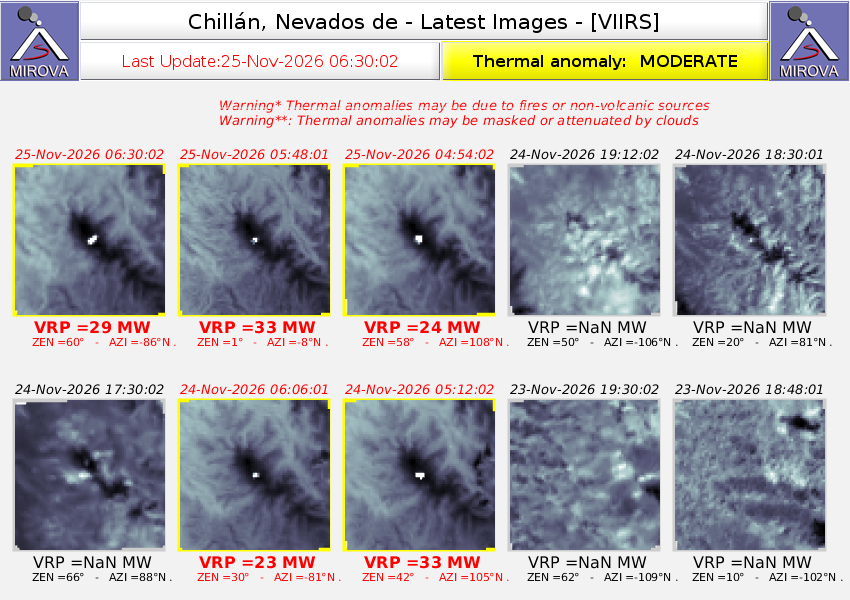 Chillán, Nevados de - Latest Images - [VIIRS]
MIROVA
Last Update:25-Nov-2026 06:30:02
Thermal anomaly: MODERATE
MIROVA
Warning* Thermal anomalies may be due to fires or non-volcanic sources
Warning**: Thermal anomalies may be masked or attenuated by clouds
25-Nov-2026 06:30:02 25-Nov-2026 05:48:01 25-Nov-2026 04:54:02 24-Nov-2026 19:12:02 24-Nov-2026 18:30:01
VRP =29 MW VRP =33 MW VRP =24 MW VRP =NaN MW VRP =NaN MW
ZEN =60° - AZI =-86°N . ZEN =1° - AZI =-8°N . ZEN =58° - AZI =108°N . ZEN =50° - AZI =-106°N . ZEN =20° - AZI =81°N .
24-Nov-2026 17:30:02 24-Nov-2026 06:06:01 24-Nov-2026 05:12:02 23-Nov-2026 19:30:02 23-Nov-2026 18:48:01
VRP =NaN MW VRP =23 MW VRP =33 MW VRP =NaN MW VRP =NaN MW
ZEN =66° - AZI =88°N . ZEN =30° - AZI =-81°N . ZEN =42° - AZI =105°N . ZEN =62° - AZI =-109°N . ZEN =10° - AZI =-102°N .